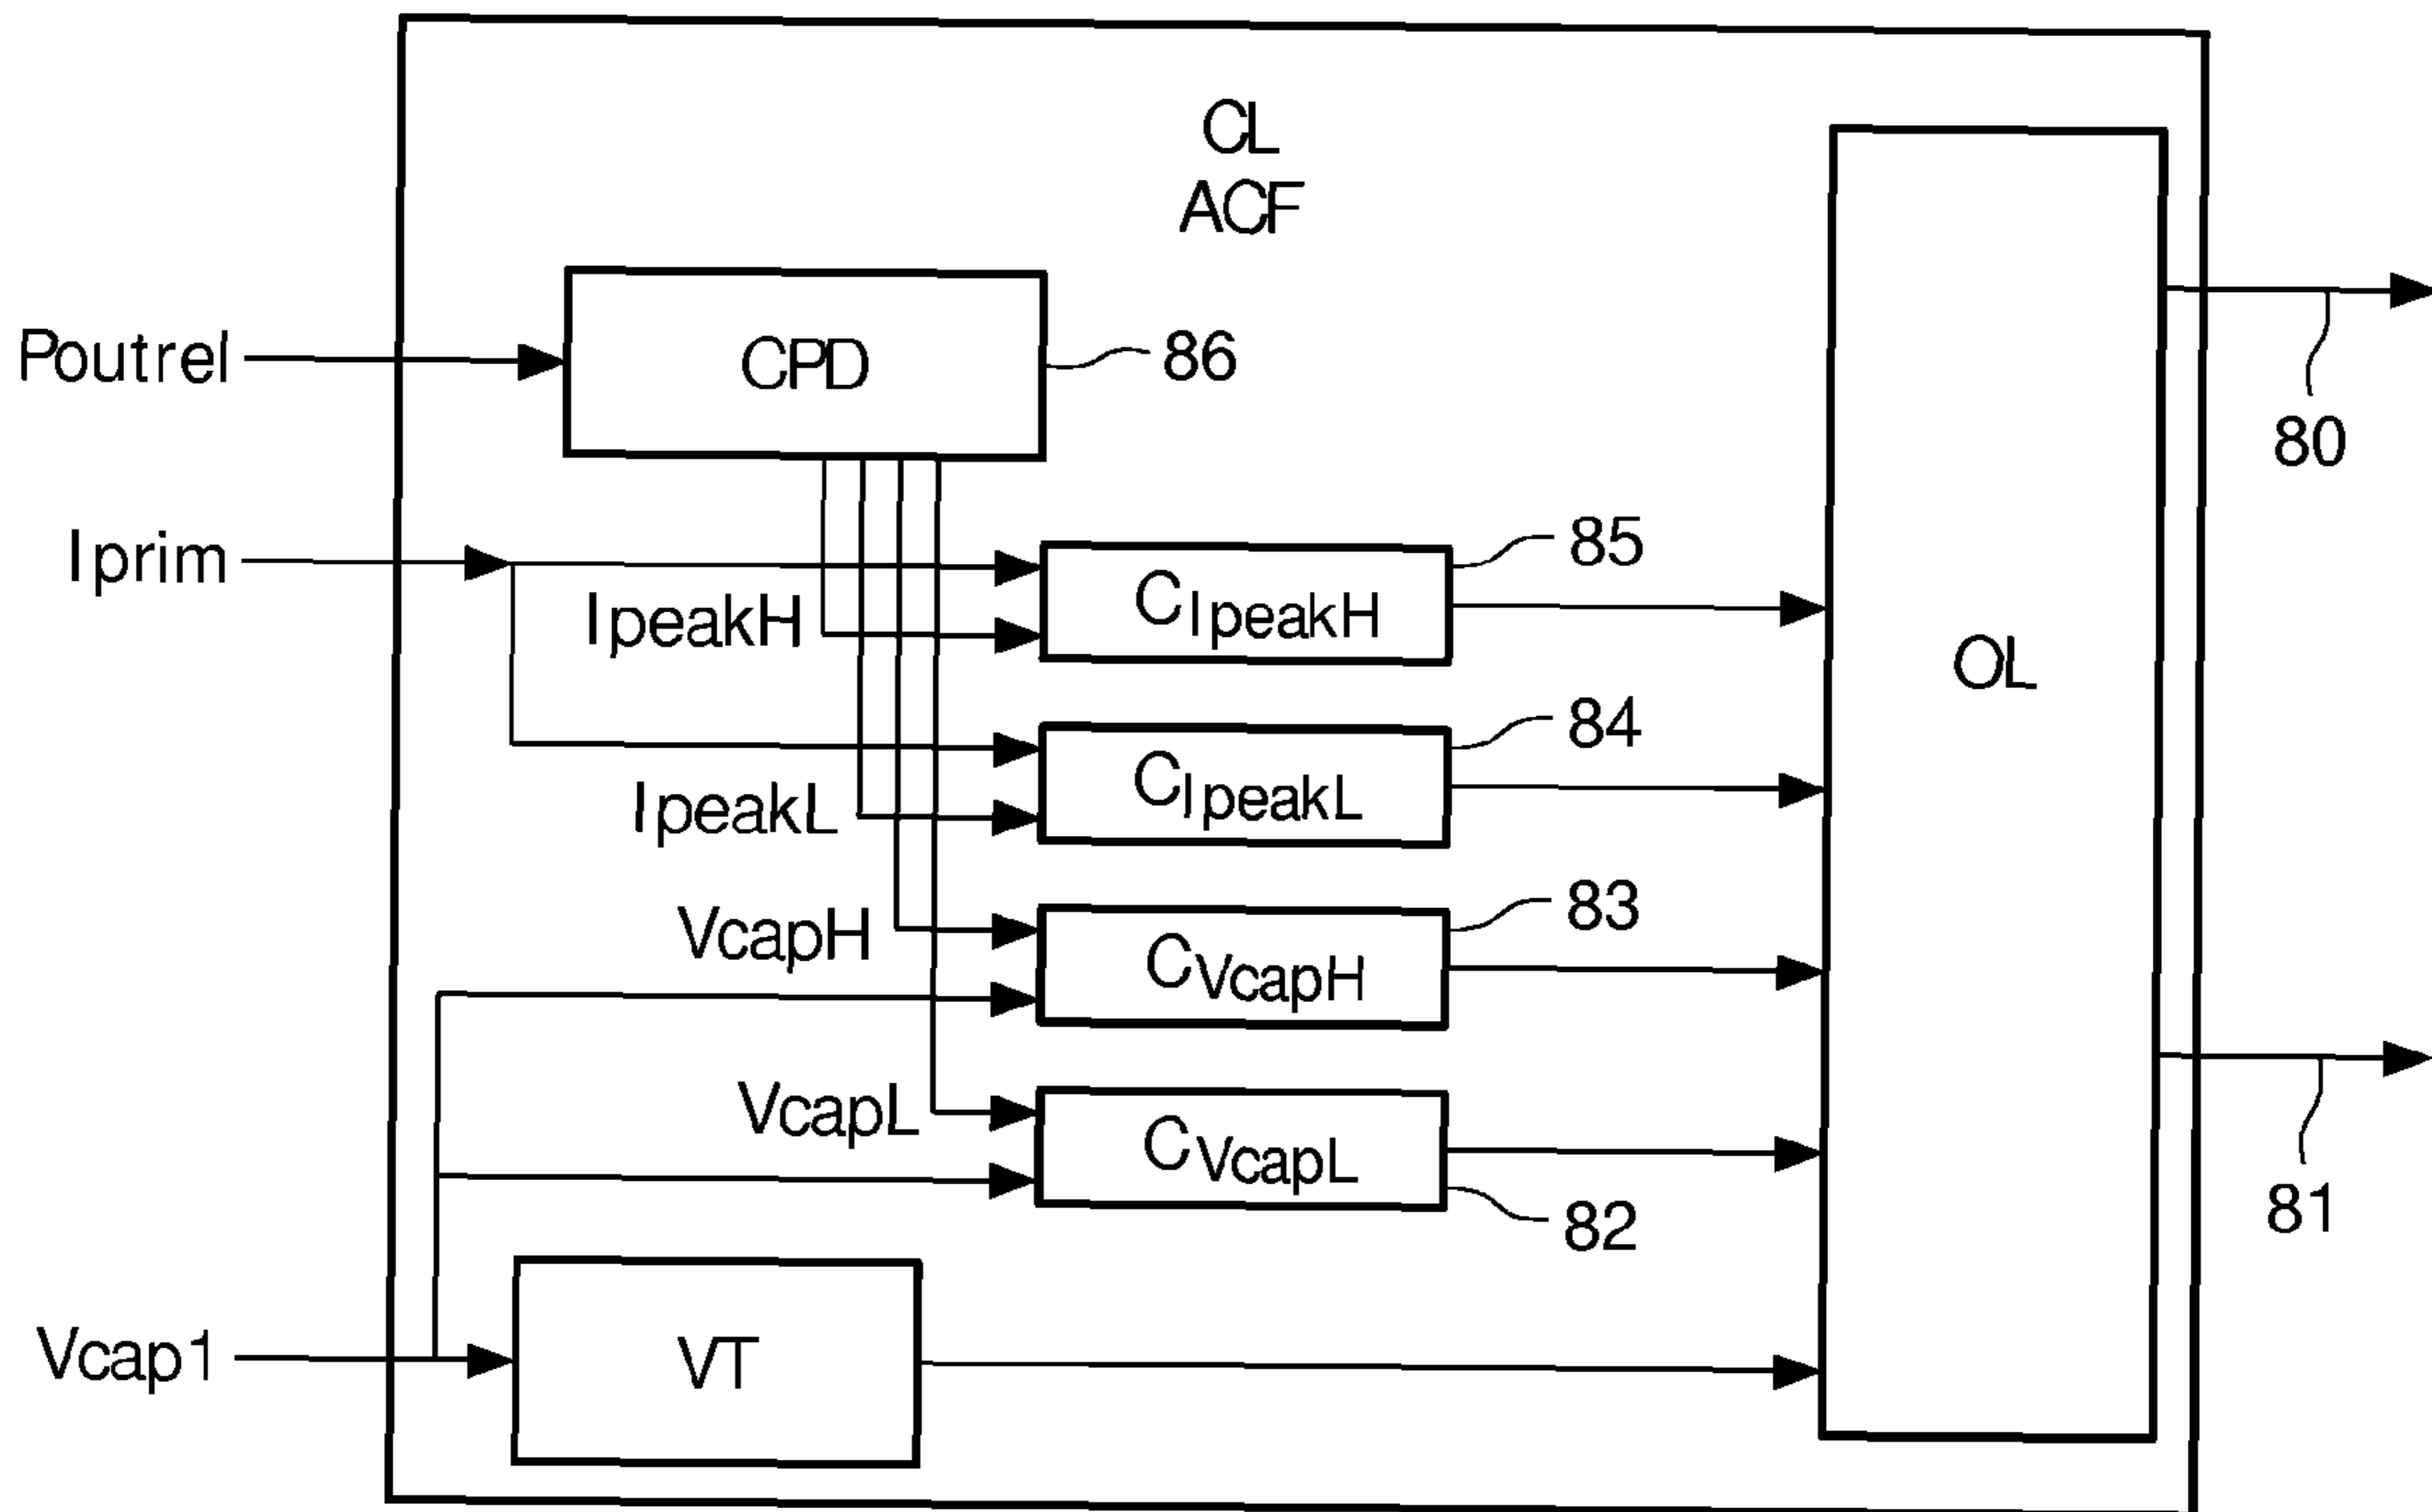 CL
ACF
Poutrel
CPD
86
80
Iprim
IpeakH
CIpeakH
85
OL
IpeakL
CIpeakL
84
VcapH
CVcapH
83
VcapL
CVcapL
82
81
Vcap1
VT